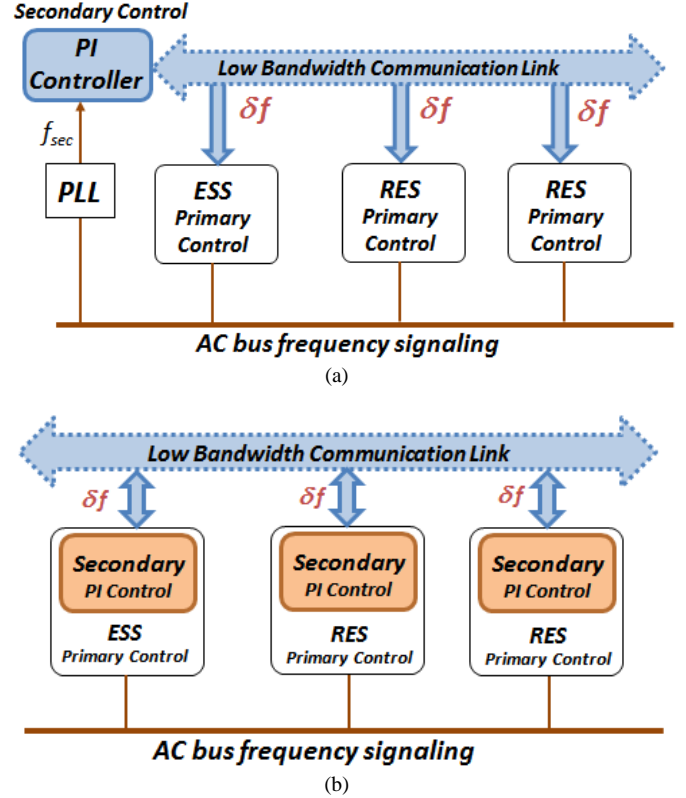 Secondary Control
PI
Controller
Low Bandwidth Communication Link
δf
δf
δf
fsec
PLL
ESS
Primary
Control
RES
Primary
Control
RES
Primary
Control
AC bus frequency signaling
(a)
Low Bandwidth Communication Link
δf
δf
δf
Secondary
PI Control
ESS
Primary Control
Secondary
PI Control
RES
Primary Control
Secondary
PI Control
RES
Primary Control
AC bus frequency signaling
(b)